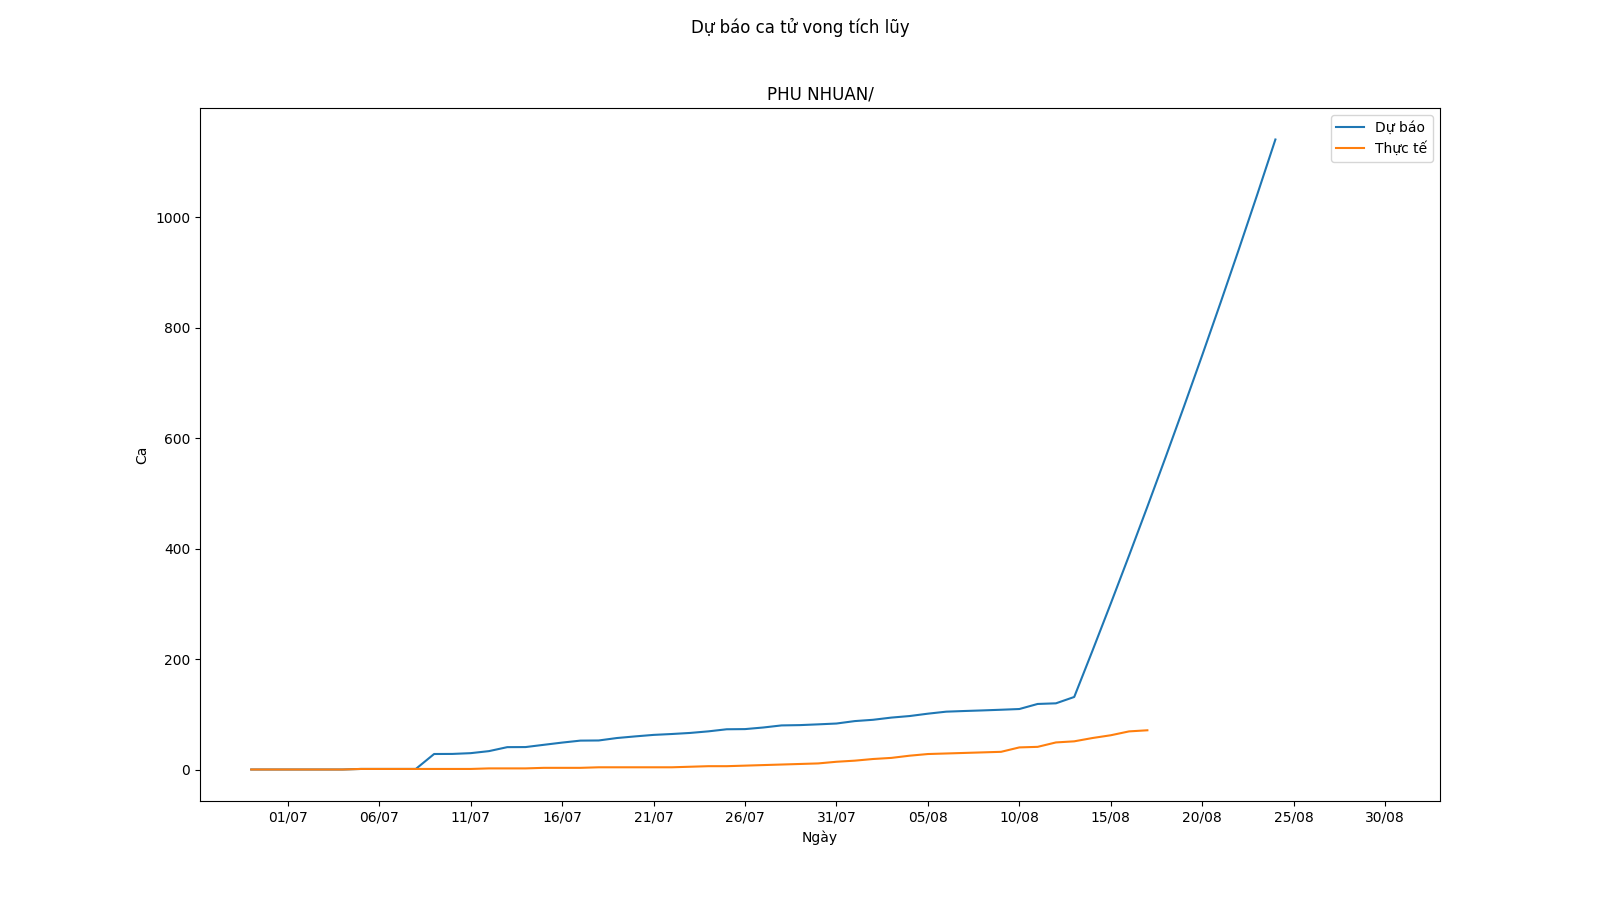 Dự báo ca tử vong tích lũy
PHU NHUAN/
Dự báo
Thực tế
1000
800
600
400
200
0
Ca
01/07 06/07 11/07 16/07 21/07 26/07 31/07 05/08 10/08 15/08 20/08 25/08 30/08
Ngày